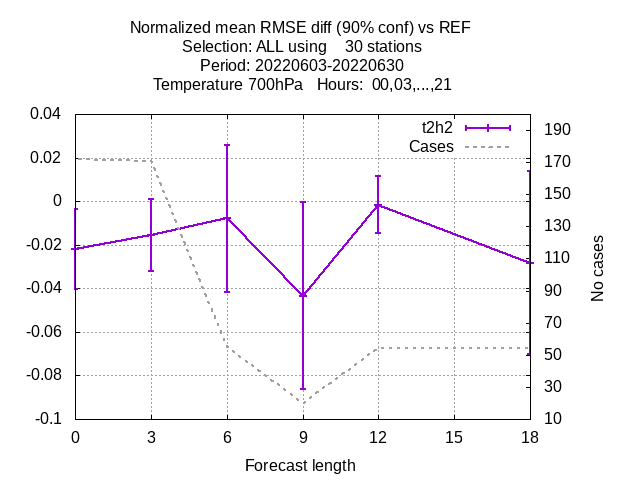 Normalized mean RMSE diff (90% conf) vs REF
Selection: ALL using    30 stations
Period: 20220603-20220630
Temperature 700hPa   Hours:  00,03,...,21
t2h2
Cases
0.04
0.02
0
-0.02
-0.04
-0.06
-0.08
-0.1
190
170
150
130
110
90
70
50
30
10
No cases
0 3 6 9 12 15 18
Forecast length